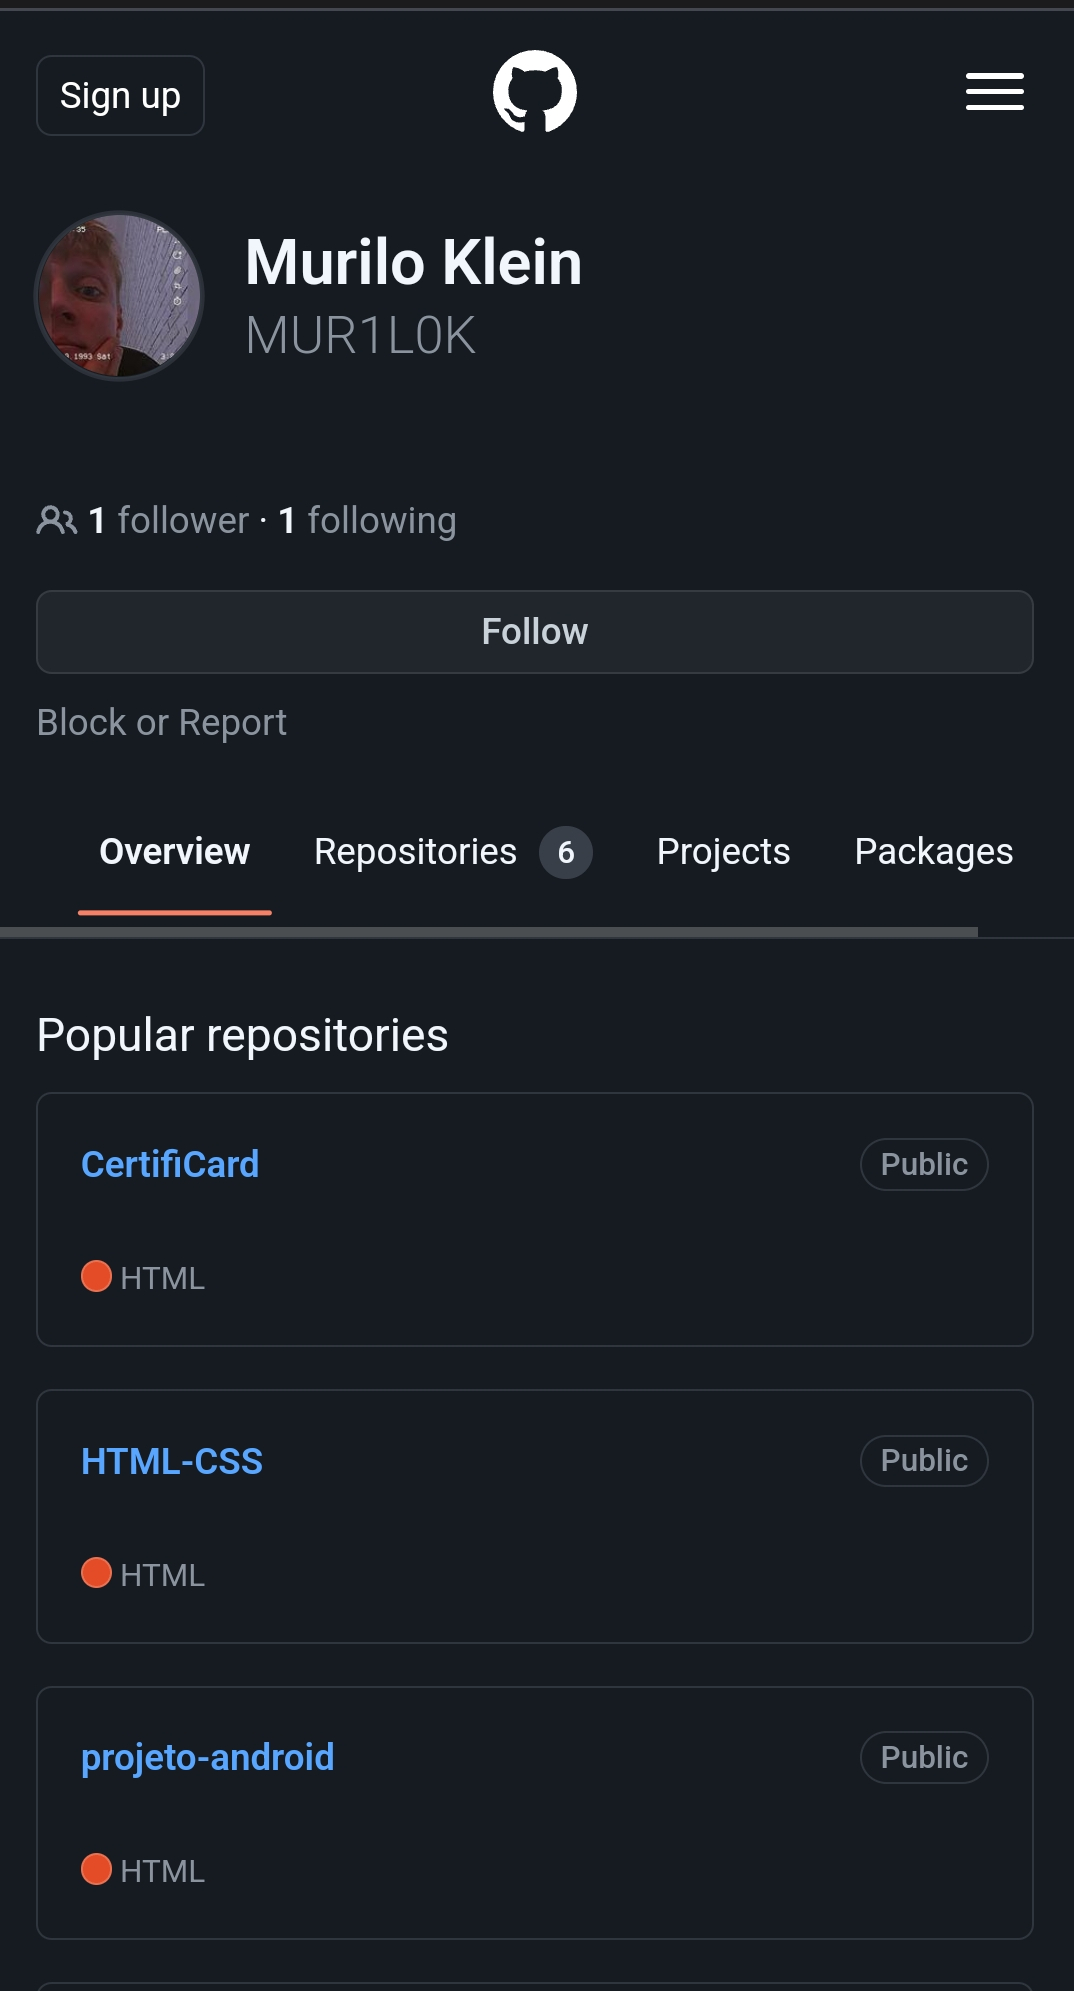 Sign up
Murilo Klein
MUR1L0K
1 follower · 1 following
Follow
Block or Report
Overview Repositories 6 Projects Packages
Popular repositories
CertifiCard Public
HTML
HTML-CSS Public
HTML
projeto-android Public
HTML